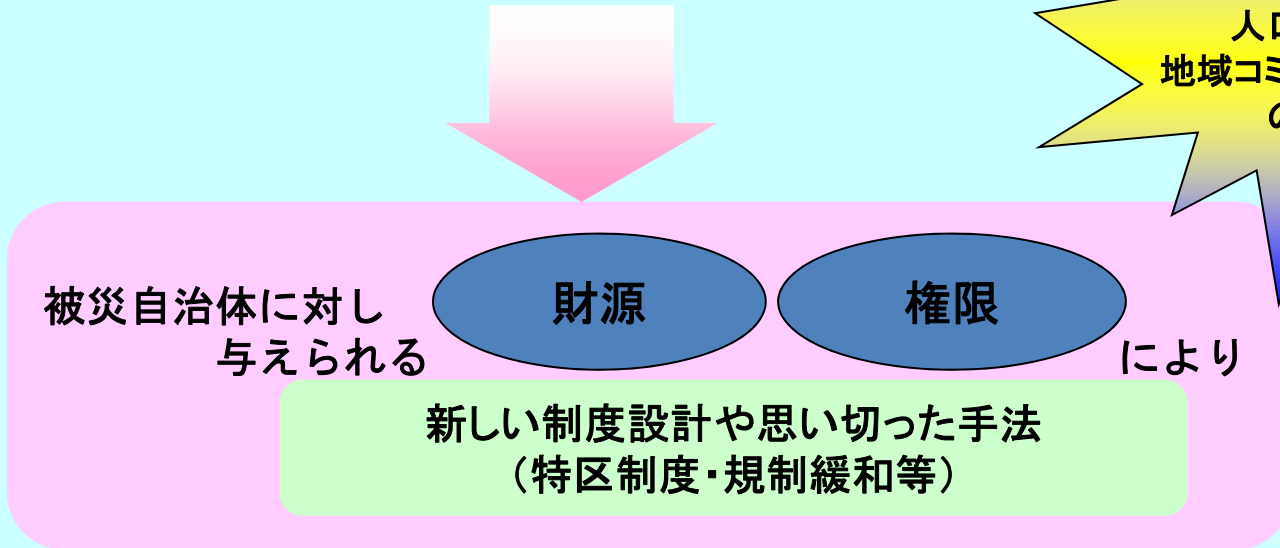 人
地域コミ
の
被災自治体に対し
与えられる
財源
権限
により
新しい制度設計や思い切った手法
（特区制度・規制緩和等）